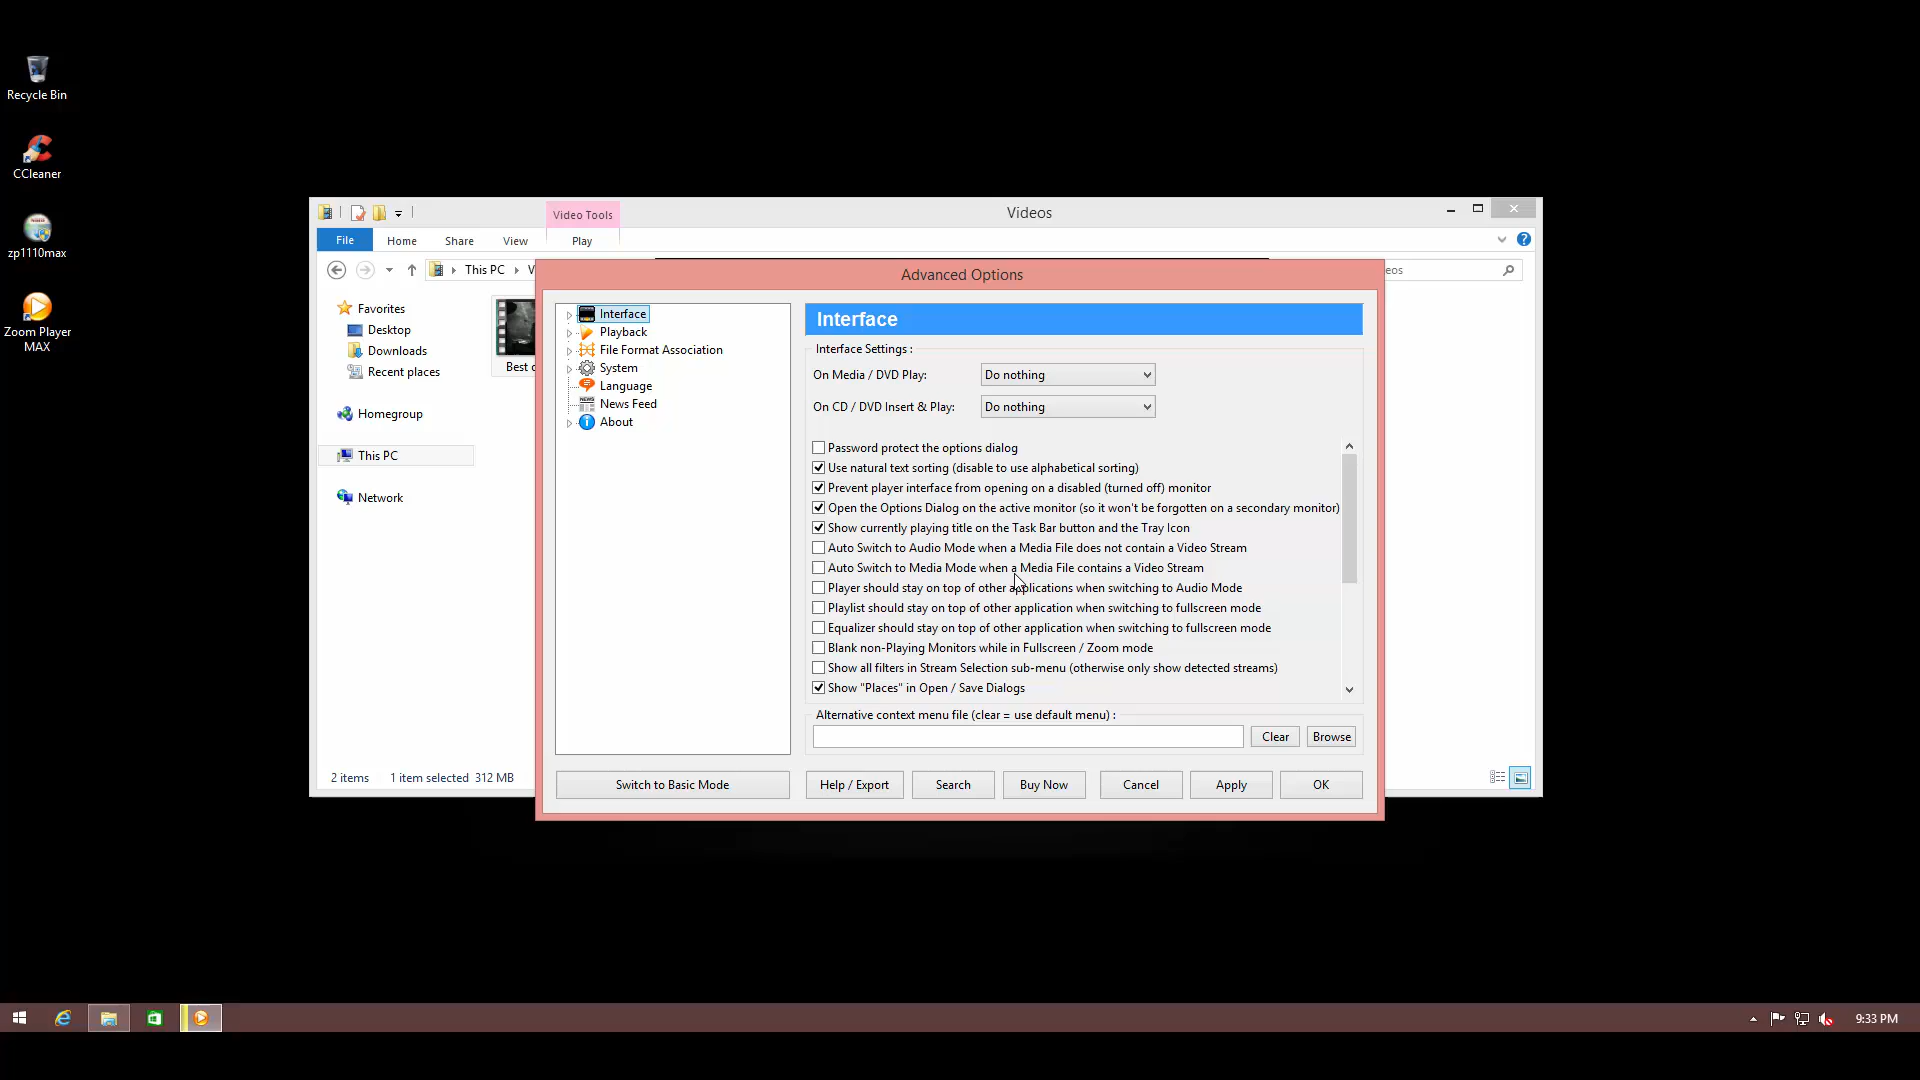 Recycle Bin
CCleaner
zp1110max
Zoom Player
MAX
Video Tools
Videos
File
Home
Share
View
Play
This PC
V
eos
Favorites
Desktop
Downloads
Recent places
Homegroup
This PC
Network
Best
2 items
1 item selected 312 MB
Advanced Options
Interface
Playback
File Format Association
System
Language
News Feed
About
Interface
Interface Settings :
On Media / DVD Play:
Do nothing
On CD / DVD Insert & Play:
Do nothing
Password protect the options dialog
Use natural text sorting (disable to use alphabetical sorting)
Prevent player interface from opening on a disabled (turned off) monitor
Open the Options Dialog on the active monitor (so it won't be forgotten on a secondary monitor)
Show currently playing title on the Task Bar button and the Tray Icon
Auto Switch to Audio Mode when a Media File does not contain a Video Stream
Auto Switch to Media Mode when a Media File contains a Video Stream
Player should stay on top of other applications when switching to Audio Mode
Playlist should stay on top of other application when switching to fullscreen mode
Equalizer should stay on top of other application when switching to fullscreen mode
Blank non-Playing Monitors while in Fullscreen / Zoom mode
Show all filters in Stream Selection sub-menu (otherwise only show detected streams)
Show "Places" in Open / Save Dialogs
Alternative context menu file (clear = use default menu) :
Clear
Browse
Switch to Basic Mode
Help / Export
Search
Buy Now
Cancel
Apply
OK
9:33 PM